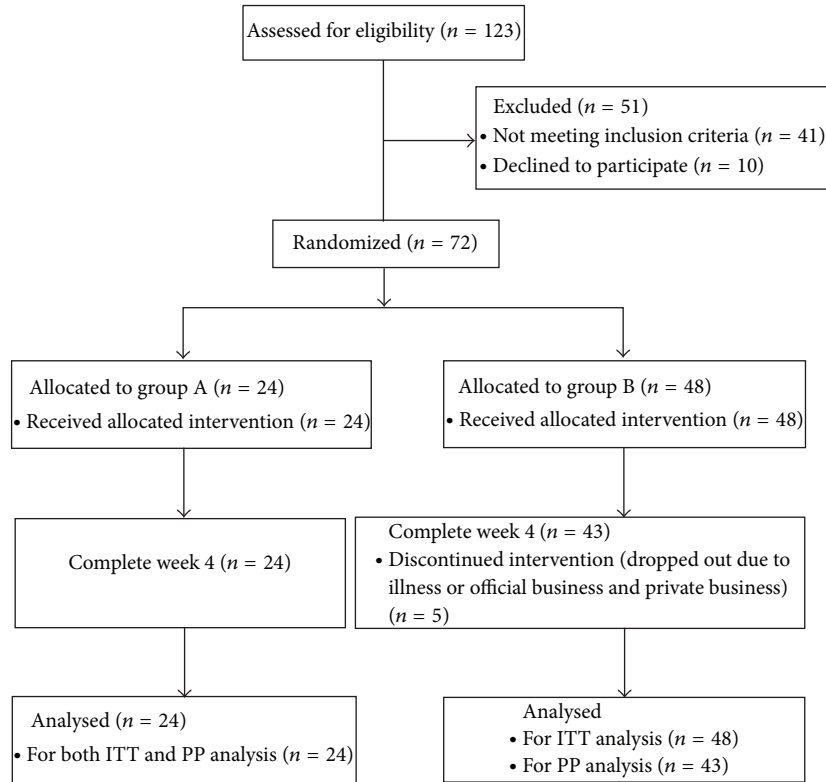 Assessed for eligibility (n = 123)
Excluded (n = 51)
• Not meeting inclusion criteria (n = 41)
• Declined to participate (n = 10)
Randomized (n = 72)
Allocated to group A (n = 24)
• Received allocated intervention (n = 24)
Allocated to group B (n = 48)
• Received allocated intervention (n = 48)
Complete week 4 (n = 24)
Complete week 4 (n = 43)
• Discontinued intervention (dropped out due to
illness or official business and private business)
(n = 5)
Analysed (n = 24)
• For both ITT and PP analysis (n = 24)
Analysed
• For ITT analysis (n = 48)
• For PP analysis (n = 43)